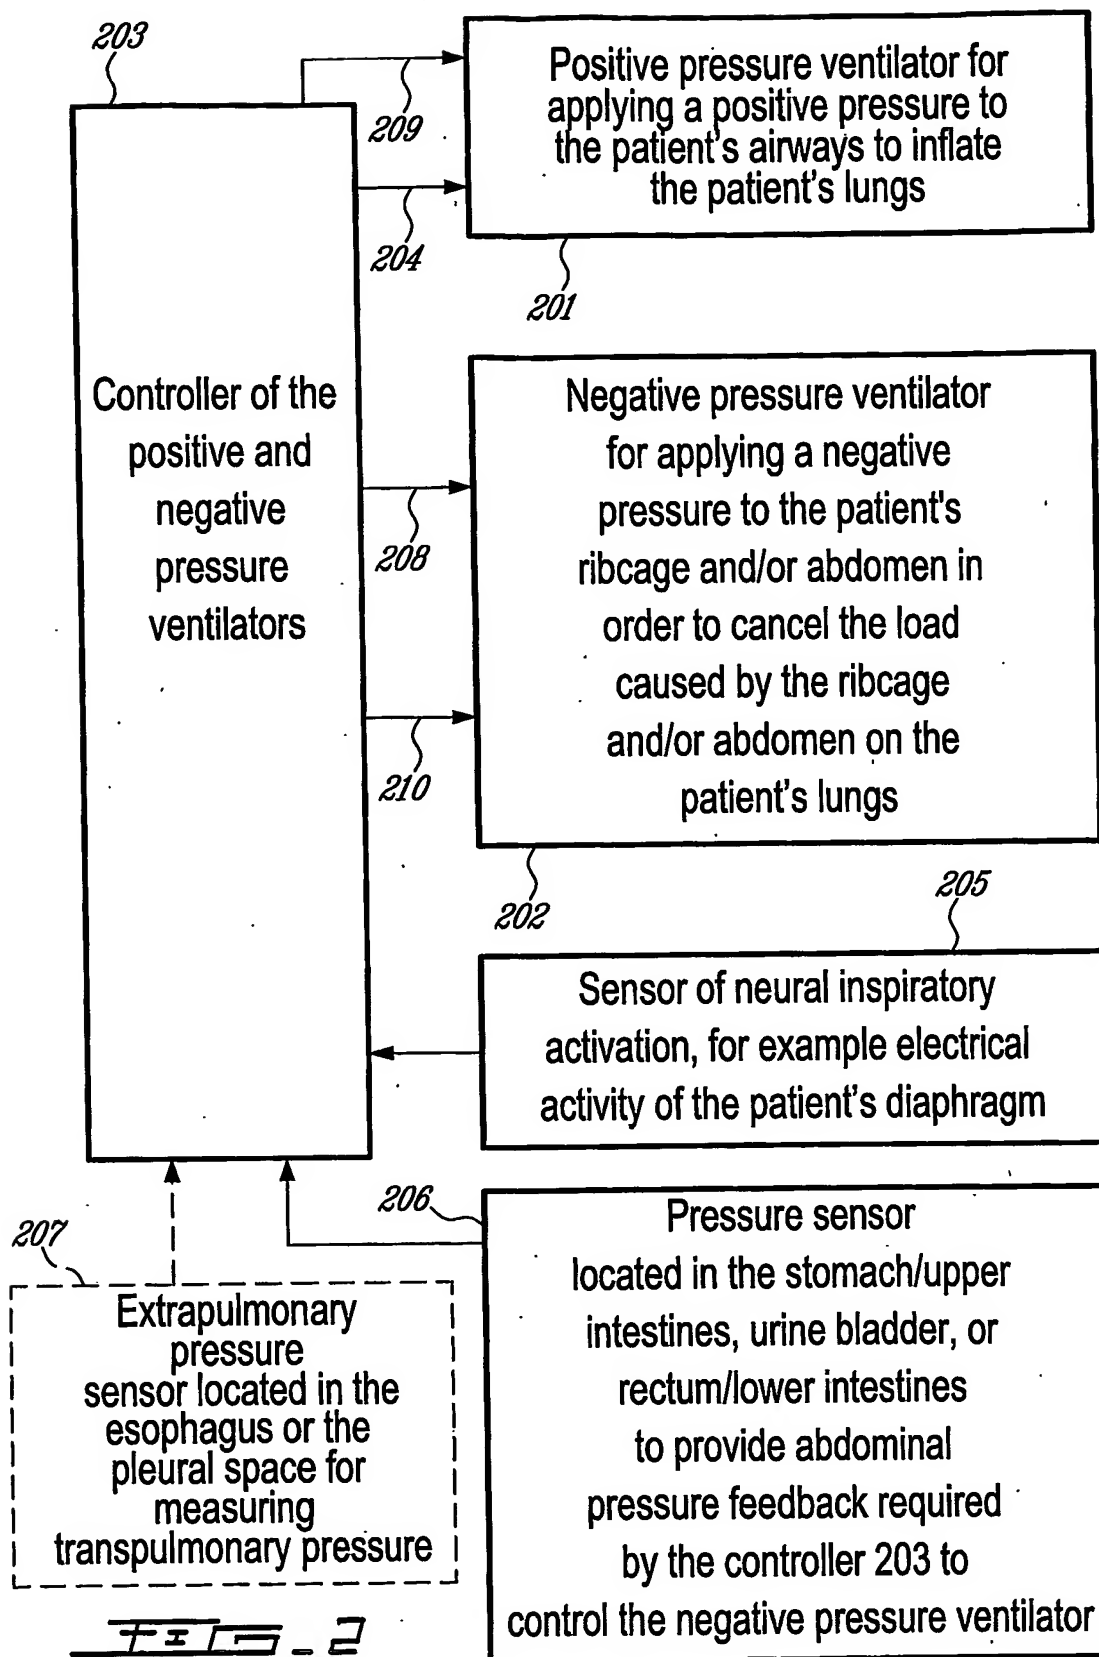 203
Positive pressure ventilator for
applying a positive pressure to
the patient's airways to inflate
the patient's lungs
209
204
201
Controller of the
positive and
negative
pressure
ventilators
Negative pressure ventilator
for applying a negative
pressure to the patient's
ribcage and/or abdomen in
order to cancel the load
caused by the ribcage
and/or abdomen on the
patient's lungs
208
210
202
205
Sensor of neural inspiratory
activation, for example electrical
activity of the patient's diaphragm
206
Pressure sensor
located in the stomach/upper
intestines, urine bladder, or
rectum/lower intestines
to provide abdominal
pressure feedback required
by the controller 203 to
control the negative pressure ventilator
207
Extrapulmonary
pressure
sensor located in the
esophagus or the
pleural space for
measuring
transpulmonary pressure
FIG. 2